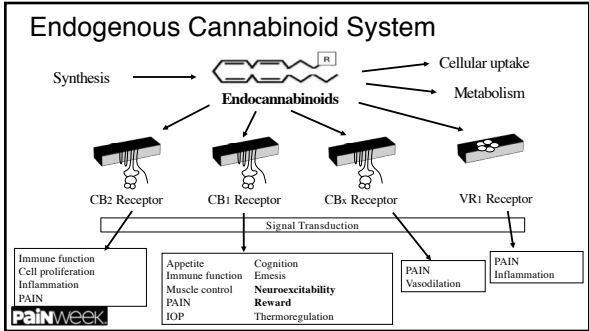 Endogenous Cannabinoid System
Synthesis
R
Cellular uptake
Metabolism
Endocannabinoids
CB2 Receptor
CB1 Receptor
CBx Receptor
VR1 Receptor
Signal Transduction
Immune function
Cell proliferation
Inflammation
PAIN
Appetite
Immune function
Muscle control
PAIN
IOP
Cognition
Emesis
Neuroexcitability
Reward
Thermoregulation
PAIN
Vasodilation
PAIN
Inflammation
PAINWEEK.